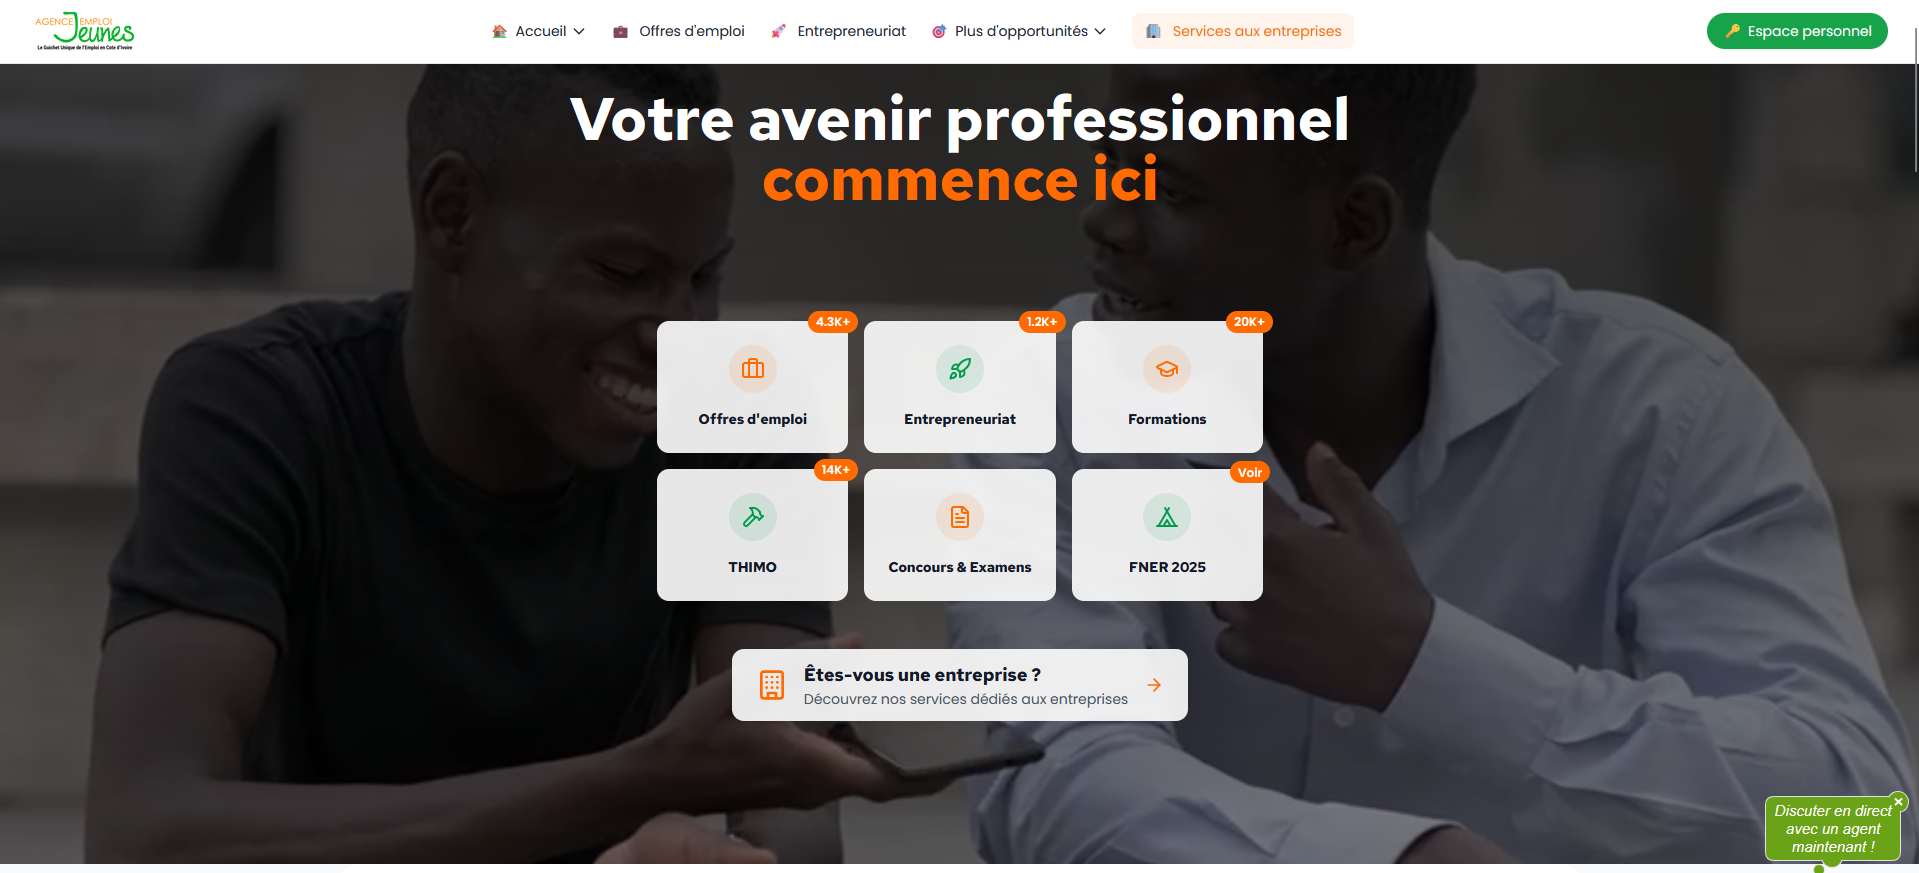 AGENCE EMPLOI
Jeunes
Le Guichet Unique de l'Emploi en Cote d'Ivoire
Accueil
Offres d'emploi
Entrepreneuriat
Plus d'opportunités
Services aux entreprises
Espace personnel
Votre avenir professionnel
commence ici
4.3K+
Offres d'emploi
1.2K+
Entrepreneuriat
20K+
Formations
14K+
THIMO
Concours & Examens
Voir
FNER 2025
Êtes-vous une entreprise ?
Découvrez nos services dédiés aux entreprises
Discuter en direct
avec un agent
maintenant !